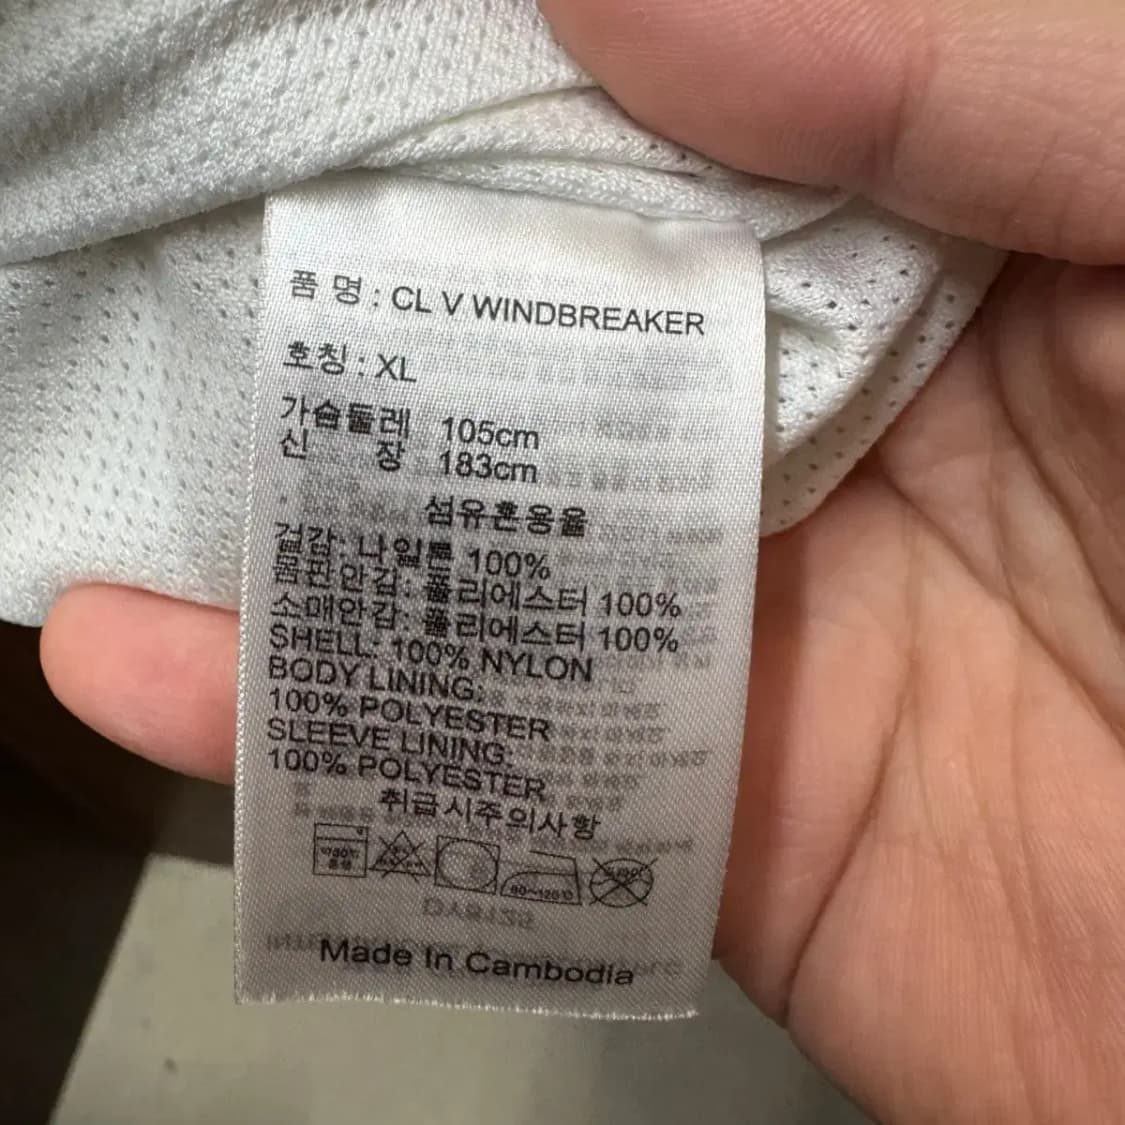 품 명 : CL V WINDBREAKER
호칭 : XL
가슴둘레 105cm
신 장 183cm
섬유혼용율
겉감: 나일론 100%
몸판안감: 폴리에스터 100%
소매안감: 폴리에스터 100%
SHELL: 100% NYLON
BODY LINING:
100% POLYESTER
SLEEVE LINING:
100% POLYESTER
취급시주의사항
80~120℃
Made In Cambodia